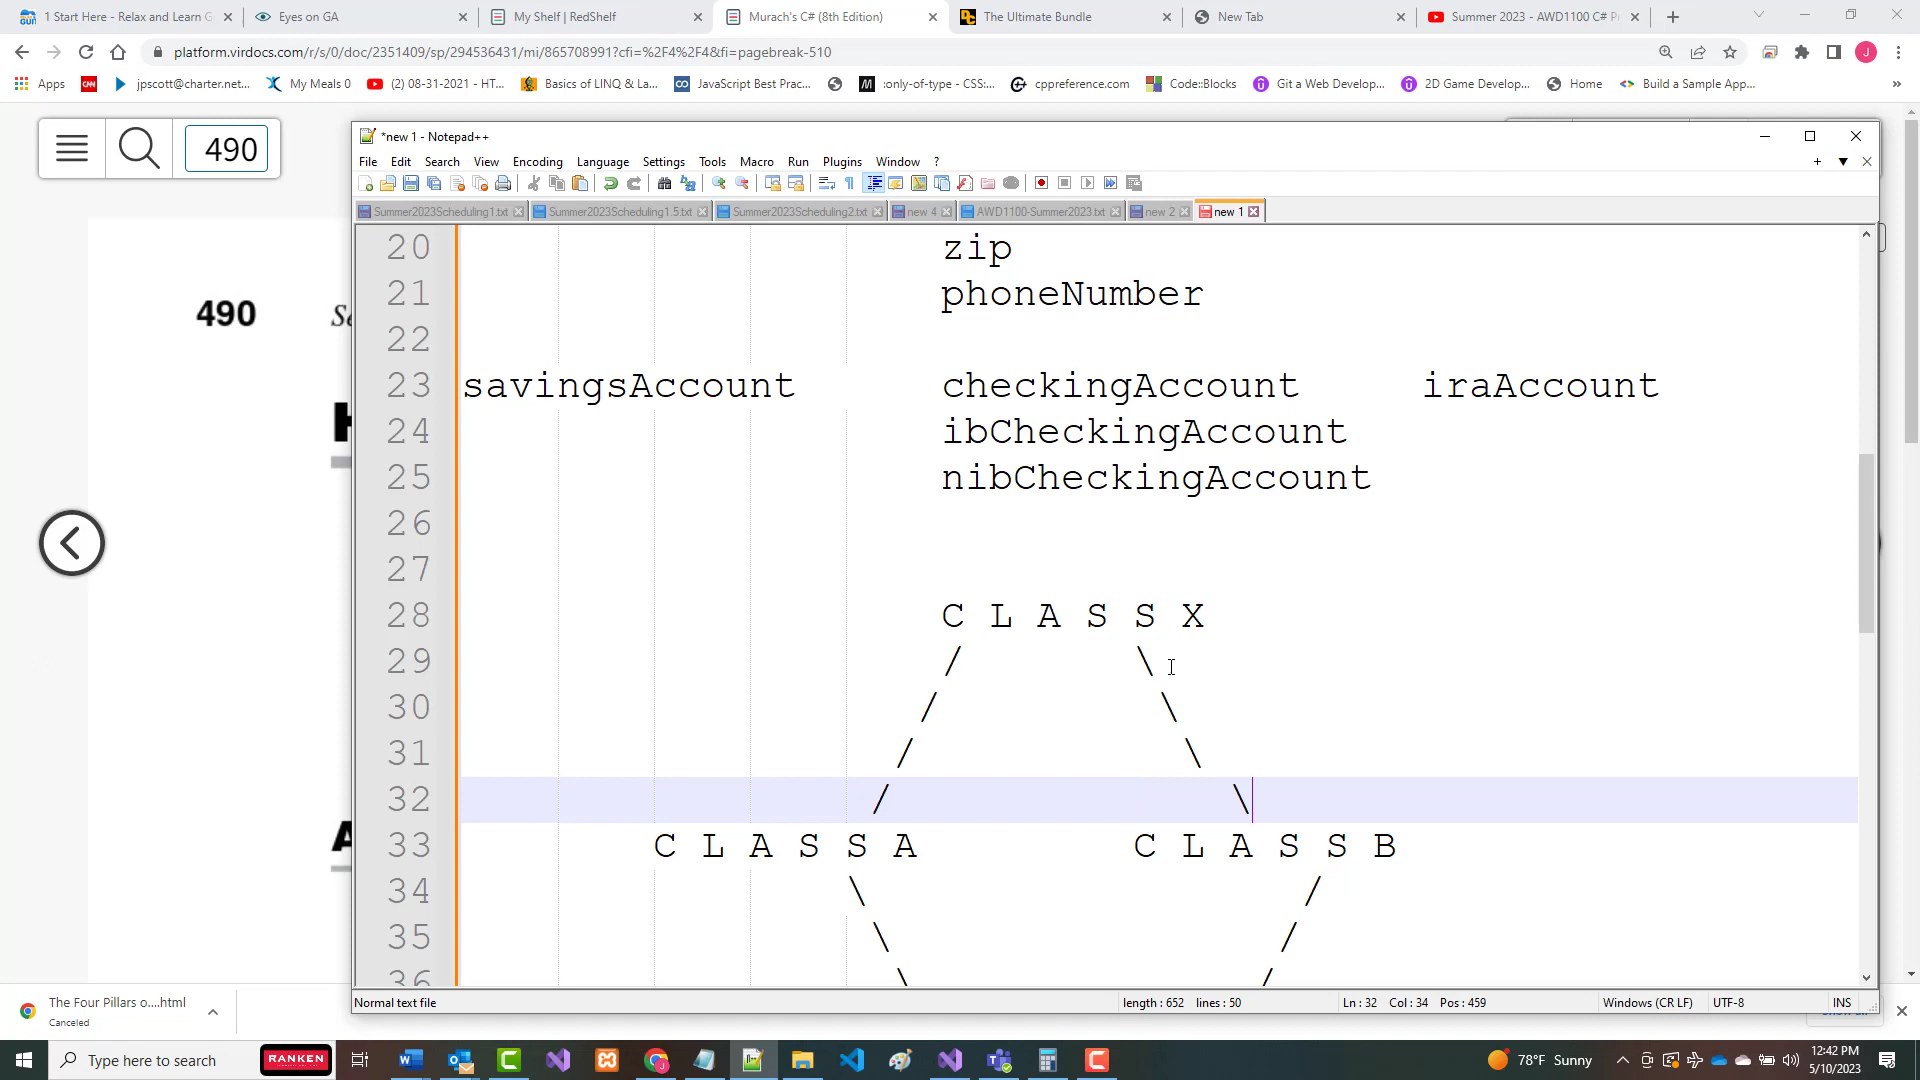 1 Start Here - Relax and Learn G
Eyes on GA
My Shelf | RedShelf
Murach's C# (8th Edition)
The Ultimate Bundle
New Tab
Summer 2023 - AWD1100 C# P
platform.virdocs.com/r/s/0/doc/2351409/sp/294536431/mi/865708991?cfi=%2F4%2F4&fi=pagebreak-510
J
Apps
CNN
jpscott@charter.net...
My Meals 0
(2) 08-31-2021 - HT...
Basics of LINQ & La...
JavaScript Best Prac...
:only-of-type - CSS:...
cppreference.com
Code::Blocks
Git a Web Develop...
2D Game Develop...
Home
Build a Sample App...
490
490
*new 1 - Notepad++
File Edit Search View Encoding Language Settings Tools Macro Run Plugins Window ?
Summer2023Scheduling1.txt
Summer2023Scheduling1.5.txt
Summer2023Scheduling2.txt
new 4
AWD1100-Summer2023.txt
new 2
new 1
20 zip
21 phoneNumber
22
23 savingsAccount checkingAccount iraAccount
24 ibCheckingAccount
25 nibCheckingAccount
26
27
28 C L A S S X
29 / \
30 / \
31 / \
32 / \
33 C L A S S A C L A S S B
34 \ /
35 \ /
36 \ /
Normal text file
length : 652 lines : 50
Ln : 32 Col : 34 Pos : 459
Windows (CR LF)
UTF-8
INS
The Four Pillars o....html
Canceled
Type here to search
RANKEN
78°F Sunny
12:42 PM
5/10/2023